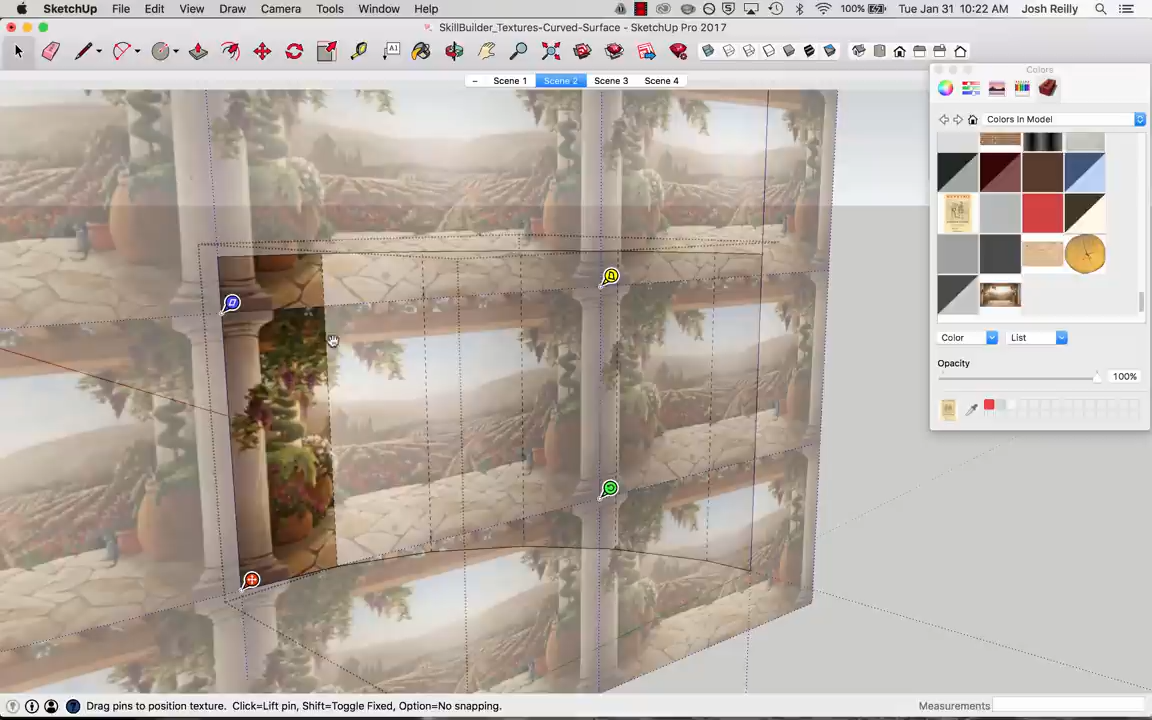 SketchUp File Edit View Draw Camera Tools Window Help 100% Tue Jan 31 10:22 AM Josh Reilly
SkillBuilder_Textures-Curved-Surface - SketchUp Pro 2017
Scene 1 Scene 2 Scene 3 Scene 4
Colors
Colors In Model
Color List
Opacity
100%
Drag pins to position texture. Click=Lift pin, Shift=Toggle Fixed, Option=No snapping.
Measurements